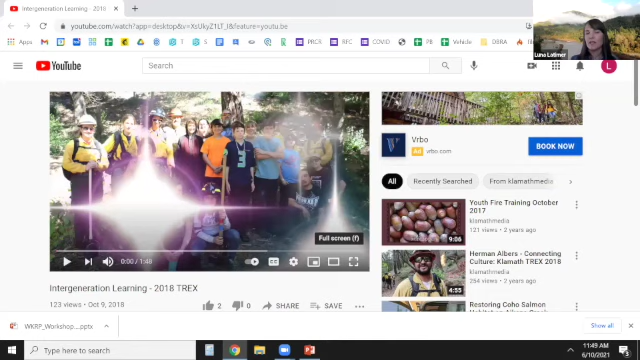 Intergeneration Learning - 2018
youtube.com/watch?app=desktop&v=XsUkyZ1LT_I&feature=youtu.be
Luna Latimer
Apps
PRCR
RCF
COVID
PB
Vehicle
DBRA
YouTube
Search
L
Vrbo
Ad vrbo.com
BOOK NOW
All
Recently Searched
From klamathmedia
Youth Fire Training October
2017
klamathmedia
121 views • 2 years ago
9:06
Herman Albers - Connecting
Culture: Klamath TREX 2018
klamathmedia
254 views • 2 years ago
4:55
Restoring Coho Salmon
Full screen (f)
0:00 / 1:46
Intergeneration Learning - 2018 TREX
123 views • Oct 9, 2018
2
0
SHARE
SAVE
WKRP_Workshop....pptx
Show all
Type here to search
11:49 AM
6/10/2021